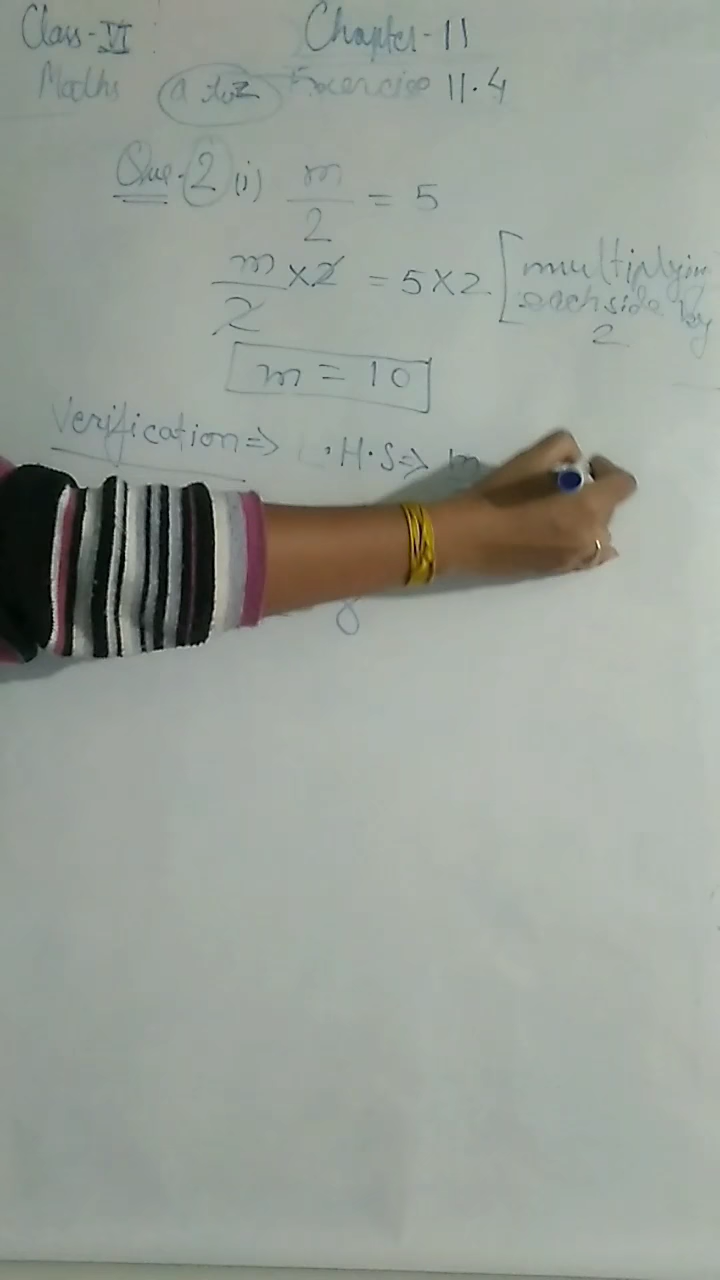 Class-VI Chapter-11
Maths a to z Exercise 11.4
Que-2 (i) m/2 = 5
m/2 × 2 = 5×2 [multiplyin
each side by
2
m = 10
Verification ⇒ L.H.S ⇒ m